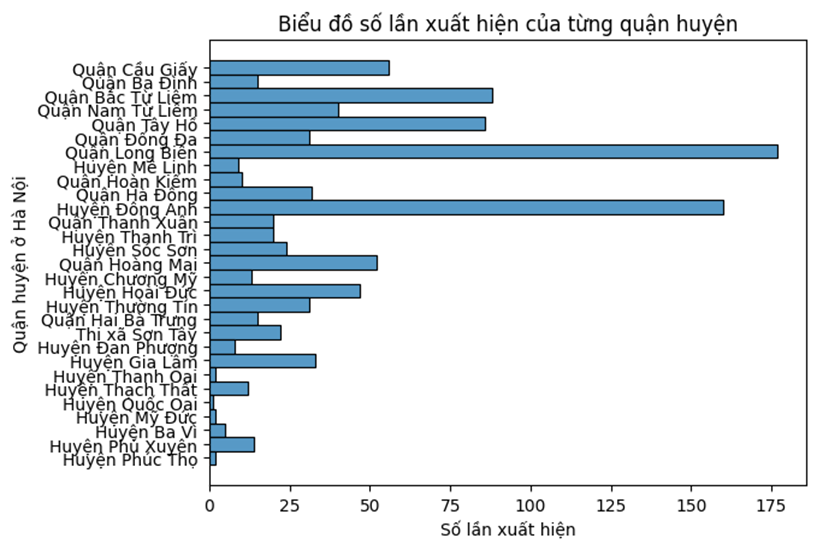 Biểu đồ số lần xuất hiện của từng quận huyện
Quận huyện ở Hà Nội
Quận Cầu Giấy
Quận Ba Đình
Quận Bắc Từ Liêm
Quận Nam Từ Liêm
Quận Tây Hồ
Quận Đống Đa
Quận Long Biên
Huyện Mê Linh
Quận Hoàn Kiếm
Quận Hà Đông
Huyện Đông Anh
Quận Thanh Xuân
Huyện Thanh Trì
Huyện Sóc Sơn
Quận Hoàng Mai
Huyện Chương Mỹ
Huyện Hoài Đức
Huyện Thường Tín
Quận Hai Bà Trưng
Thị xã Sơn Tây
Huyện Đan Phượng
Huyện Gia Lâm
Huyện Thanh Oai
Huyện Thạch Thất
Huyện Quốc Oai
Huyện Mỹ Đức
Huyện Ba Vì
Huyện Phú Xuyên
Huyện Phúc Thọ
0 25 50 75 100 125 150 175
Số lần xuất hiện